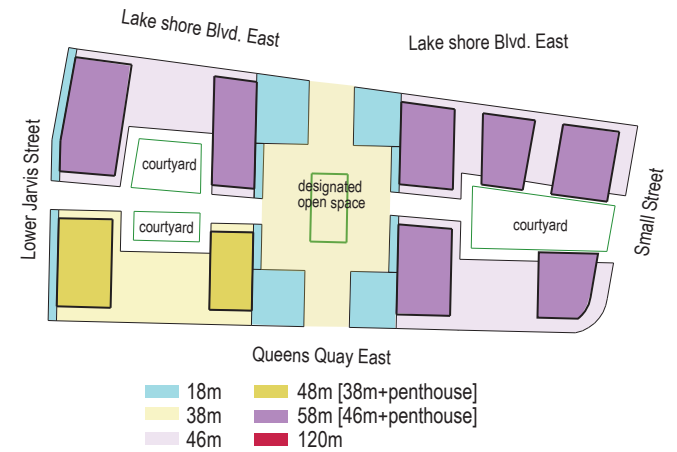 Lake shore Blvd. East
Lake shore Blvd. East
Lower Jarvis Street
courtyard
designated
open space
courtyard
courtyard
Small Street
Queens Quay East
18m
48m [38m+penthouse]
38m
58m [46m+penthouse]
46m
120m